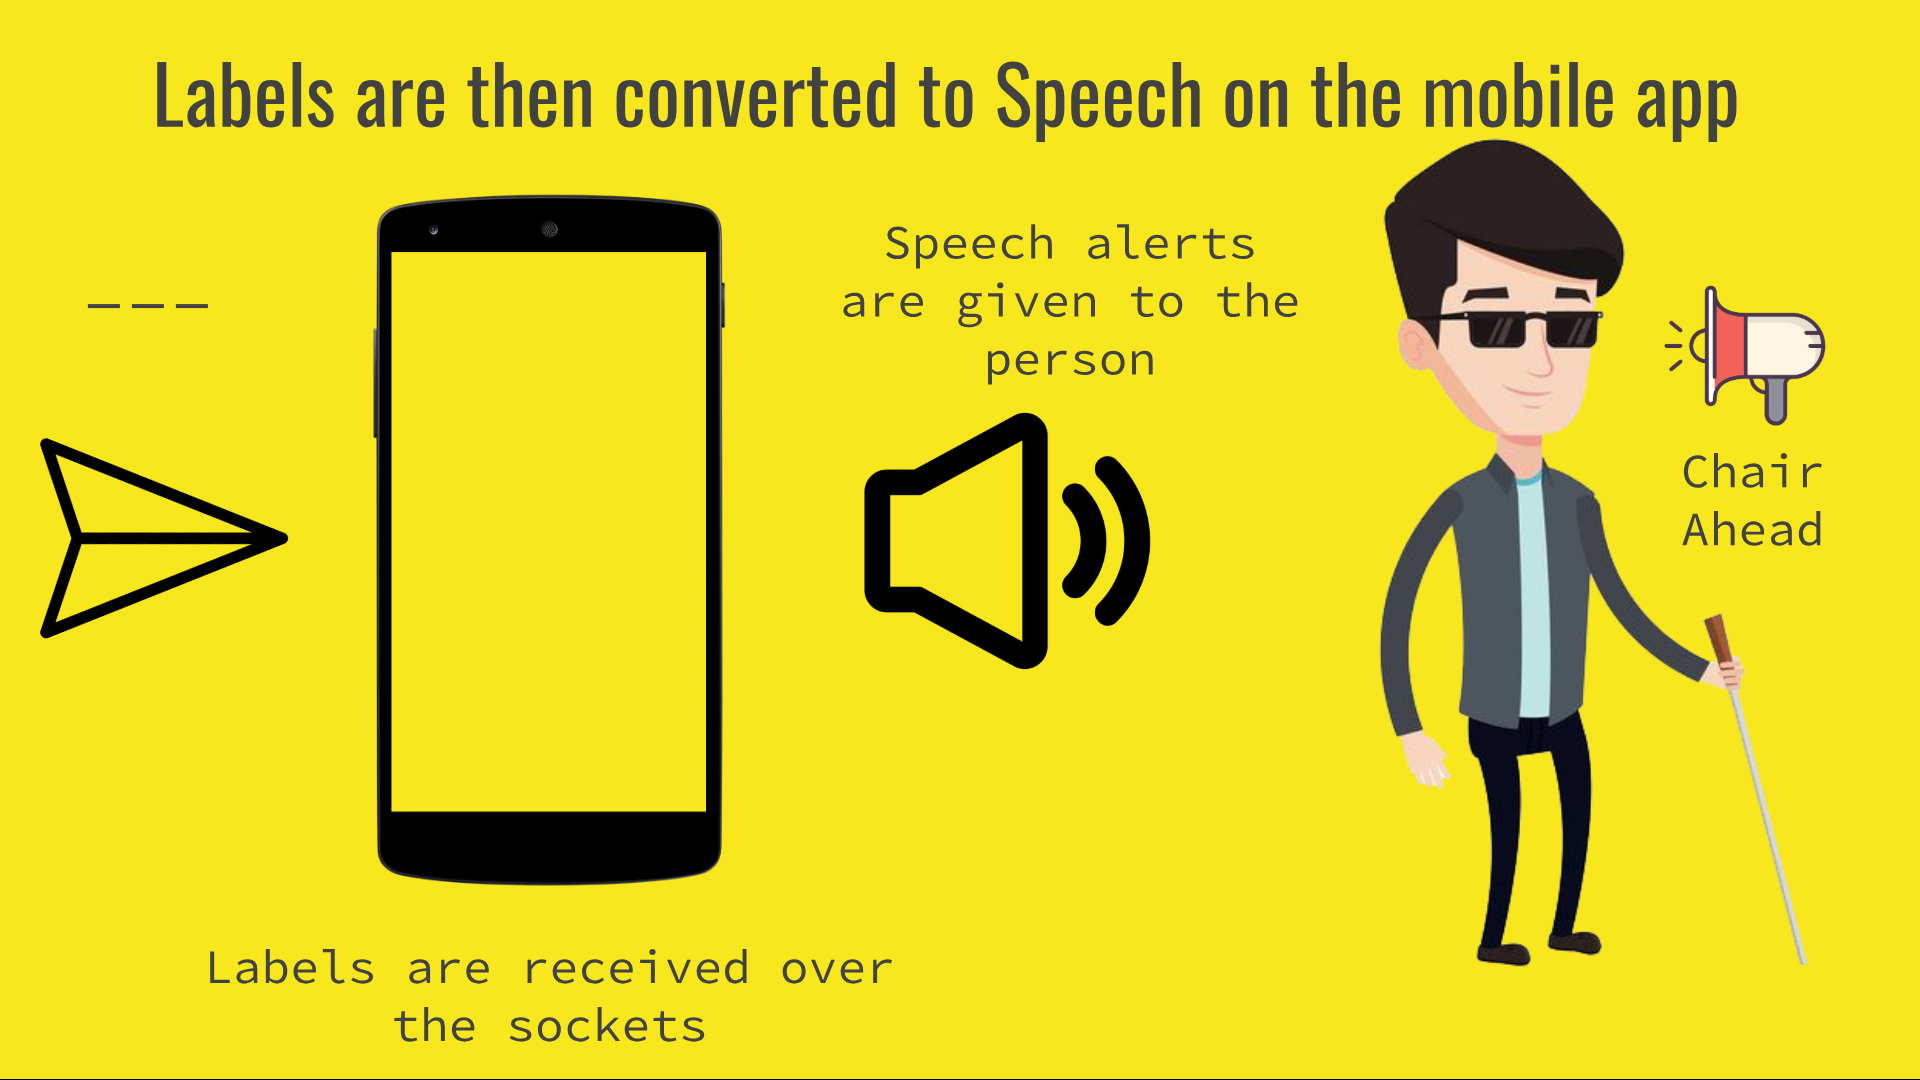 Labels are then converted to Speech on the mobile app
———
Speech alerts
are given to the
person
Chair
Ahead
Labels are received over
the sockets